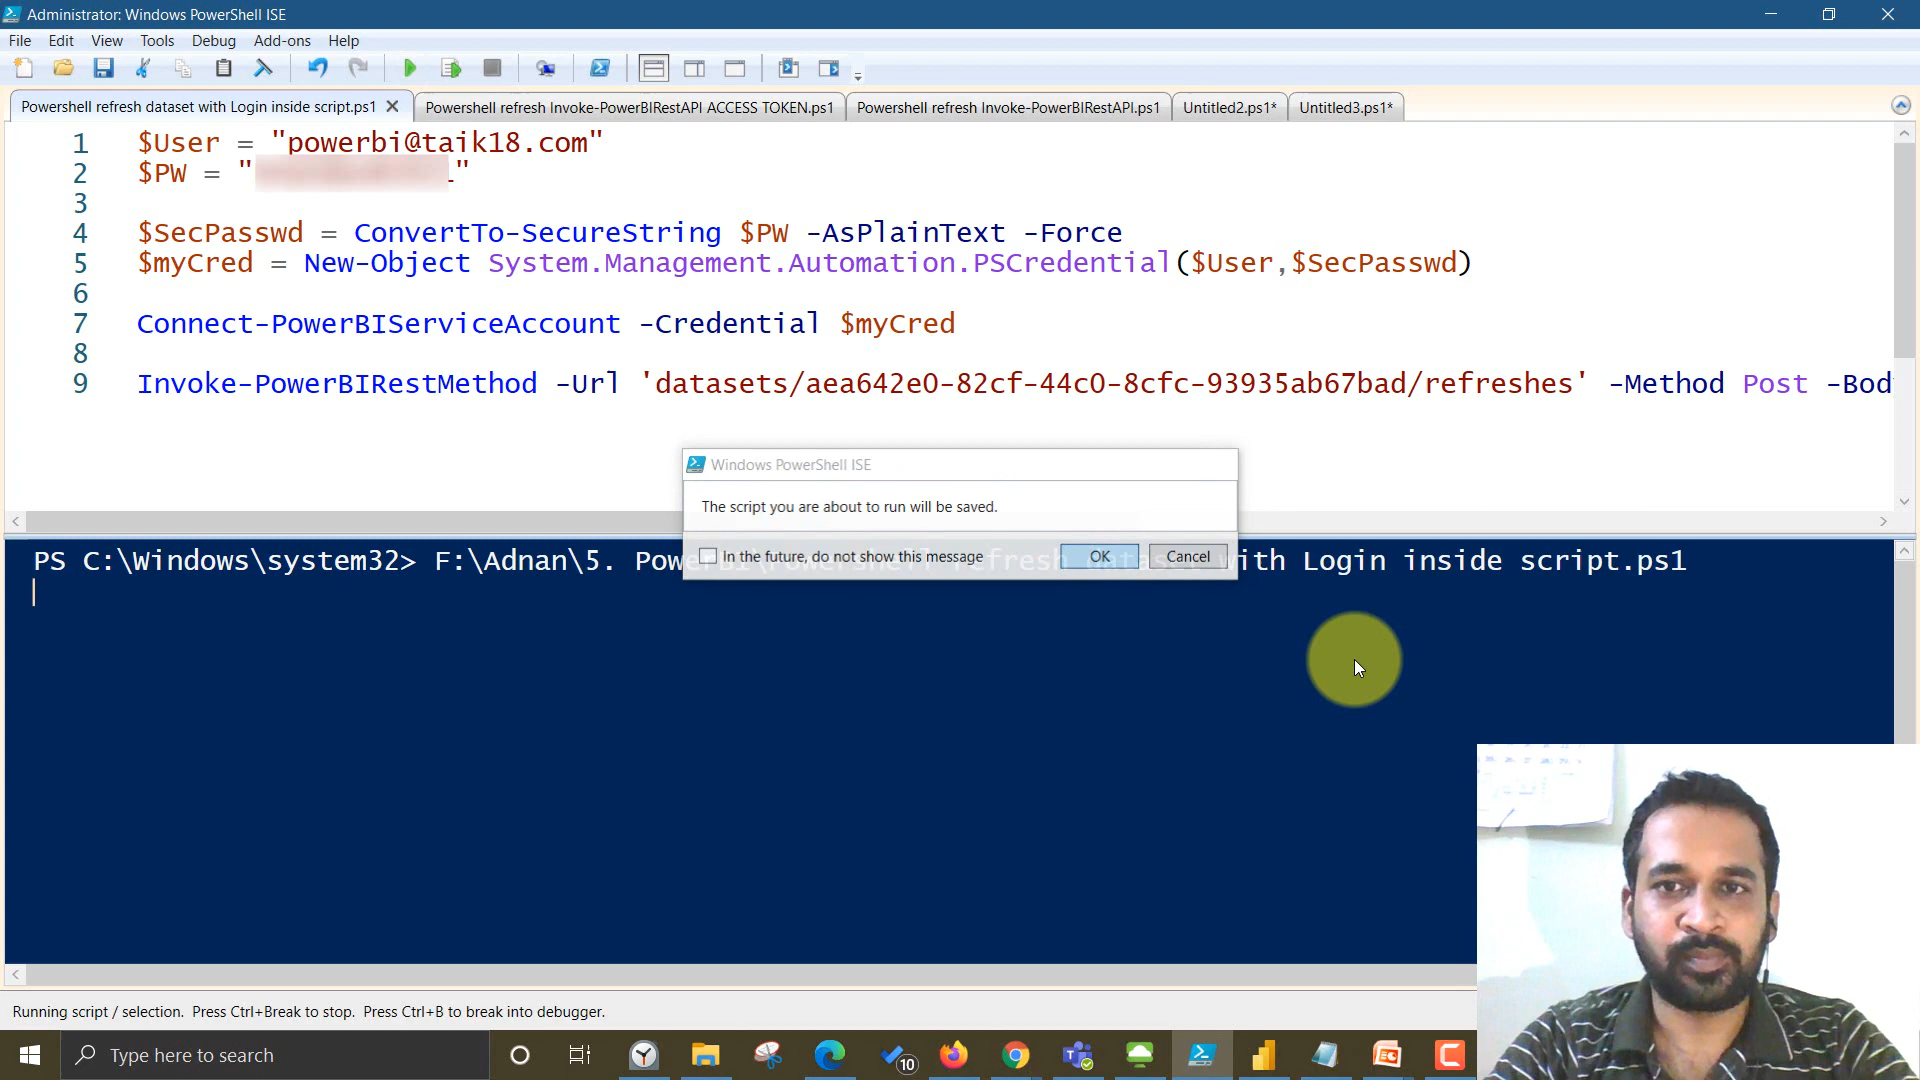 Administrator: Windows PowerShell ISE
File Edit View Tools Debug Add-ons Help
Powershell refresh dataset with Login inside script.ps1
Powershell refresh Invoke-PowerBIRestAPI ACCESS TOKEN.ps1
Powershell refresh Invoke-PowerBIRestAPI.ps1
Untitled2.ps1*
Untitled3.ps1*
1 $User = "powerbi@taik18.com"
2 $PW = " "
3
4 $SecPasswd = ConvertTo-SecureString $PW -AsPlainText -Force
5 $myCred = New-Object System.Management.Automation.PSCredential($User,$SecPasswd)
6
7 Connect-PowerBIServiceAccount -Credential $myCred
8
9 Invoke-PowerBIRestMethod -Url 'datasets/aea642e0-82cf-44c0-8cfc-93935ab67bad/refreshes' -Method Post -Bod
Windows PowerShell ISE
The script you are about to run will be saved.
In the future, do not show this message
OK
Cancel
PS C:\Windows\system32> F:\Adnan\5. PowerBI\Powershell refresh dataset with Login inside script.ps1
Running script / selection. Press Ctrl+Break to stop. Press Ctrl+B to break into debugger.
Type here to search
10